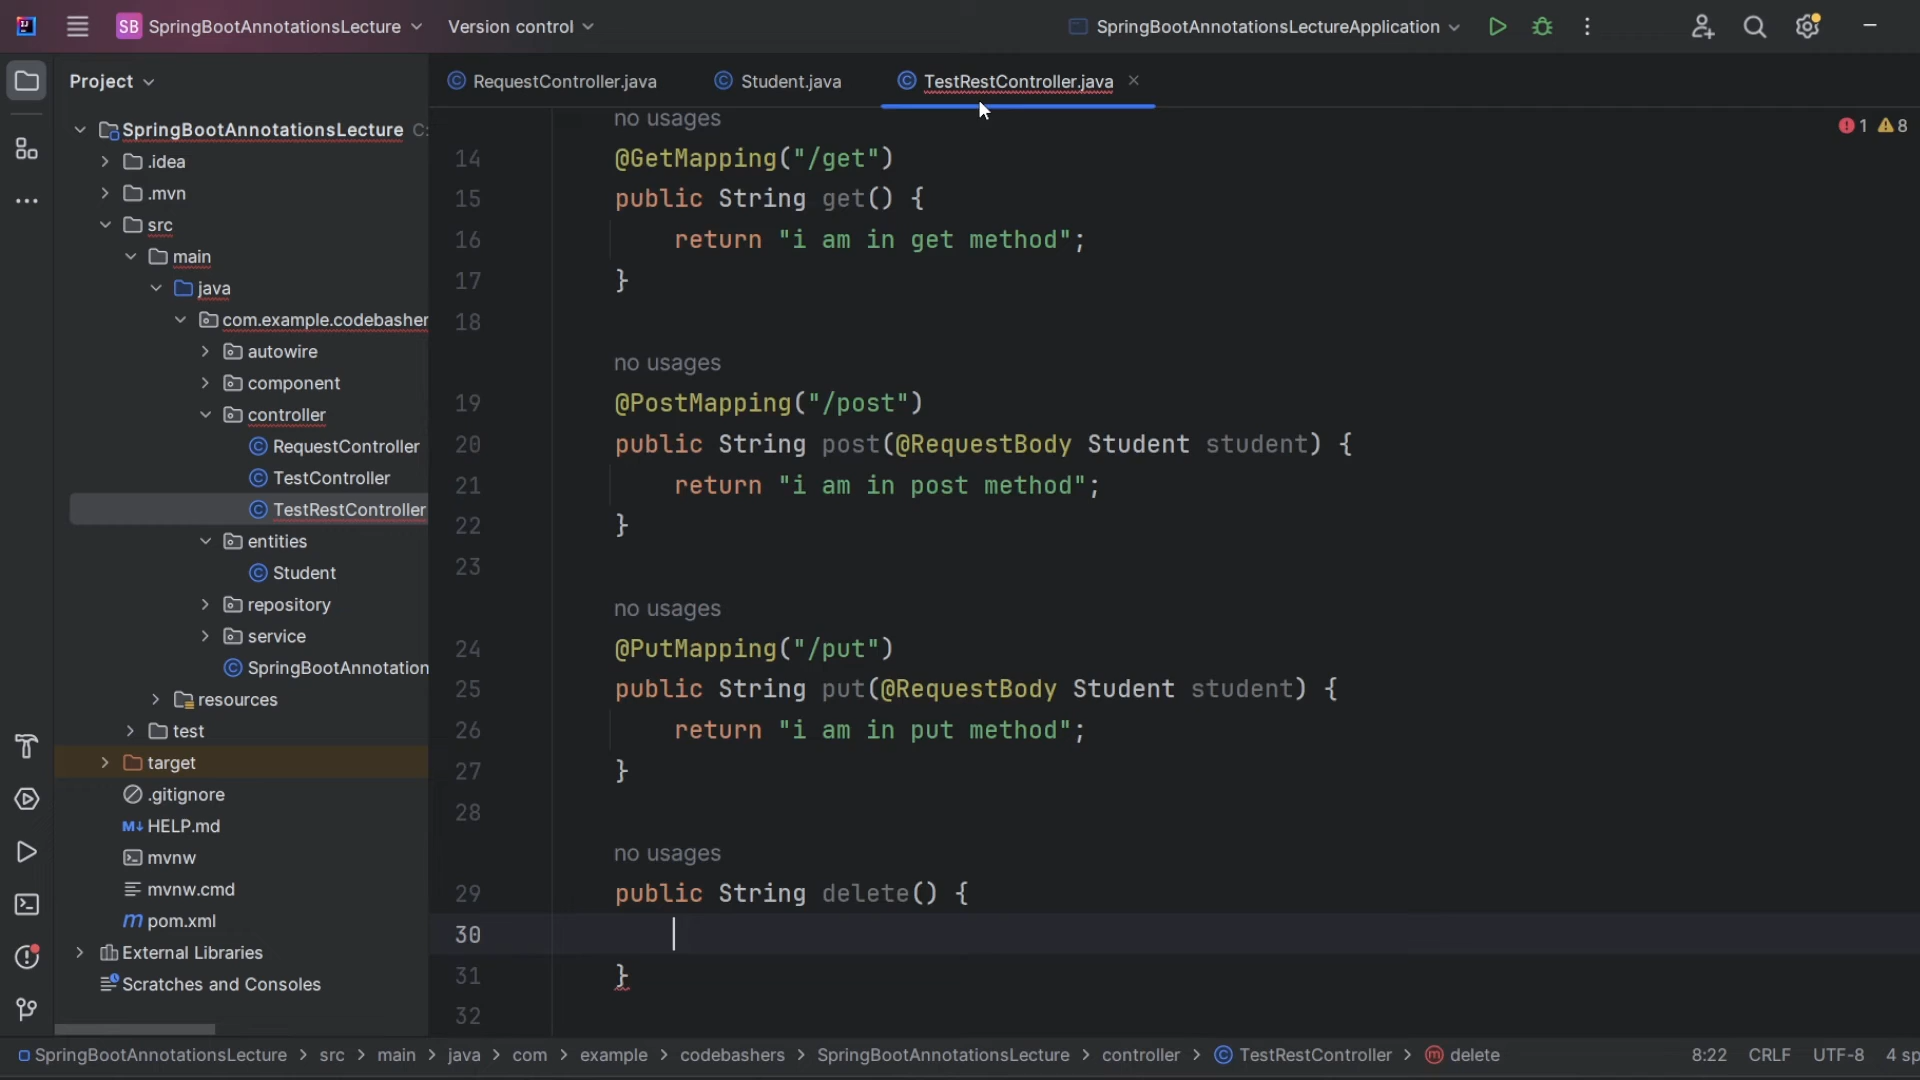 SB SpringBootAnnotationsLecture Version control SpringBootAnnotationsLectureApplication
Project
RequestController.java Student.java TestRestController.java
SpringBootAnnotationsLecture C:
.idea
.mvn
src
main
java
com.example.codebasher
autowire
component
controller
RequestController
TestController
TestRestController
entities
Student
repository
service
SpringBootAnnotation
resources
test
target
.gitignore
M↓ HELP.md
mvnw
mvnw.cmd
m pom.xml
External Libraries
Scratches and Consoles
1 8
no usages
14 @GetMapping("/get")
15 public String get() {
16 return "i am in get method";
17 }
18
no usages
19 @PostMapping("/post")
20 public String post(@RequestBody Student student) {
21 return "i am in post method";
22 }
23
no usages
24 @PutMapping("/put")
25 public String put(@RequestBody Student student) {
26 return "i am in put method";
27 }
28
no usages
29 public String delete() {
30
31 }
32
SpringBootAnnotationsLecture > src > main > java > com > example > codebashers > SpringBootAnnotationsLecture > controller > TestRestController > delete 8:22 CRLF UTF-8 4 sp